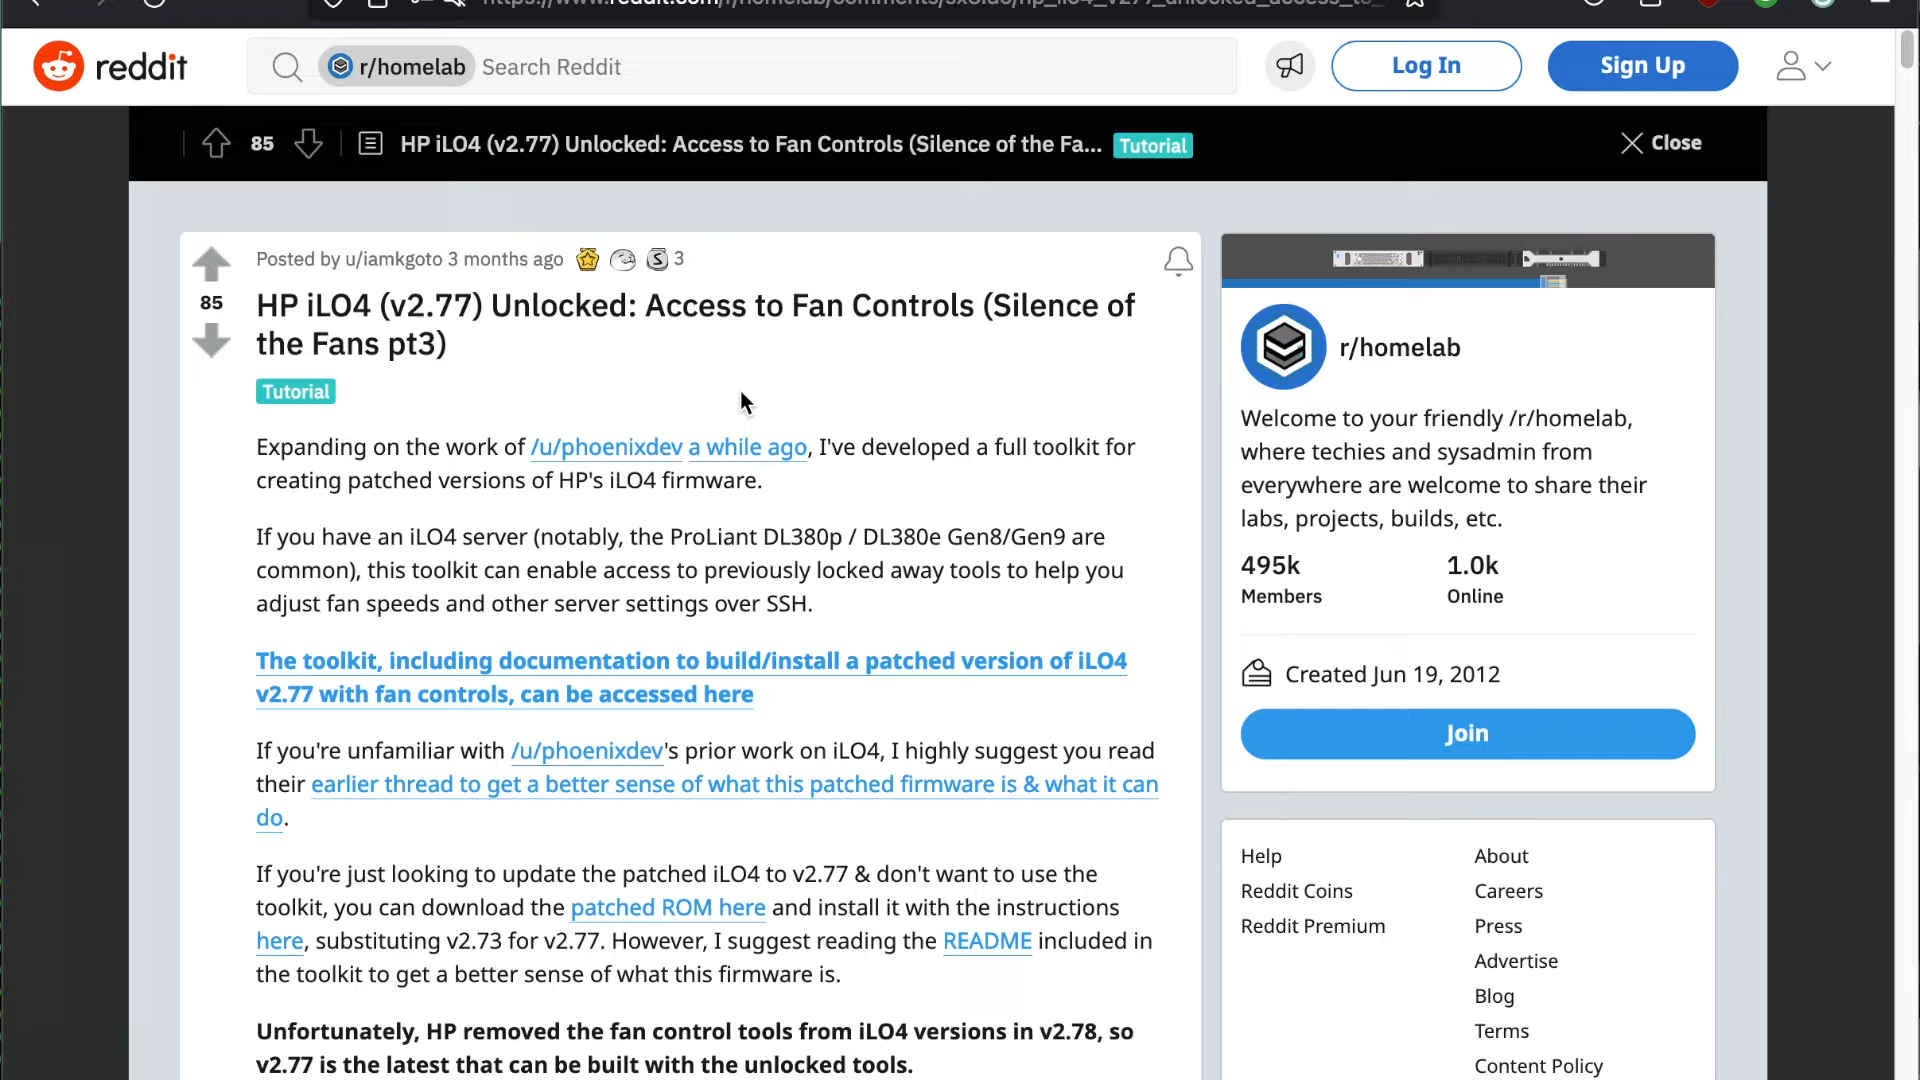 reddit
r/homelab
Search Reddit
Log In
Sign Up
85
HP iLO4 (v2.77) Unlocked: Access to Fan Controls (Silence of the Fa...
Tutorial
Close
Posted by u/iamkgoto 3 months ago
3
85
HP iLO4 (v2.77) Unlocked: Access to Fan Controls (Silence of
the Fans pt3)
Tutorial
Expanding on the work of /u/phoenixdev a while ago, I've developed a full toolkit for
creating patched versions of HP's iLO4 firmware.
If you have an iLO4 server (notably, the ProLiant DL380p / DL380e Gen8/Gen9 are
common), this toolkit can enable access to previously locked away tools to help you
adjust fan speeds and other server settings over SSH.
The toolkit, including documentation to build/install a patched version of iLO4
v2.77 with fan controls, can be accessed here
If you're unfamiliar with /u/phoenixdev's prior work on iLO4, I highly suggest you read
their earlier thread to get a better sense of what this patched firmware is & what it can
do.
If you're just looking to update the patched iLO4 to v2.77 & don't want to use the
toolkit, you can download the patched ROM here and install it with the instructions
here, substituting v2.73 for v2.77. However, I suggest reading the README included in
the toolkit to get a better sense of what this firmware is.
Unfortunately, HP removed the fan control tools from iLO4 versions in v2.78, so
v2.77 is the latest that can be built with the unlocked tools.
r/homelab
Welcome to your friendly /r/homelab,
where techies and sysadmin from
everywhere are welcome to share their
labs, projects, builds, etc.
495k
Members
1.0k
Online
Created Jun 19, 2012
Join
Help
Reddit Coins
Reddit Premium
About
Careers
Press
Advertise
Blog
Terms
Content Policy